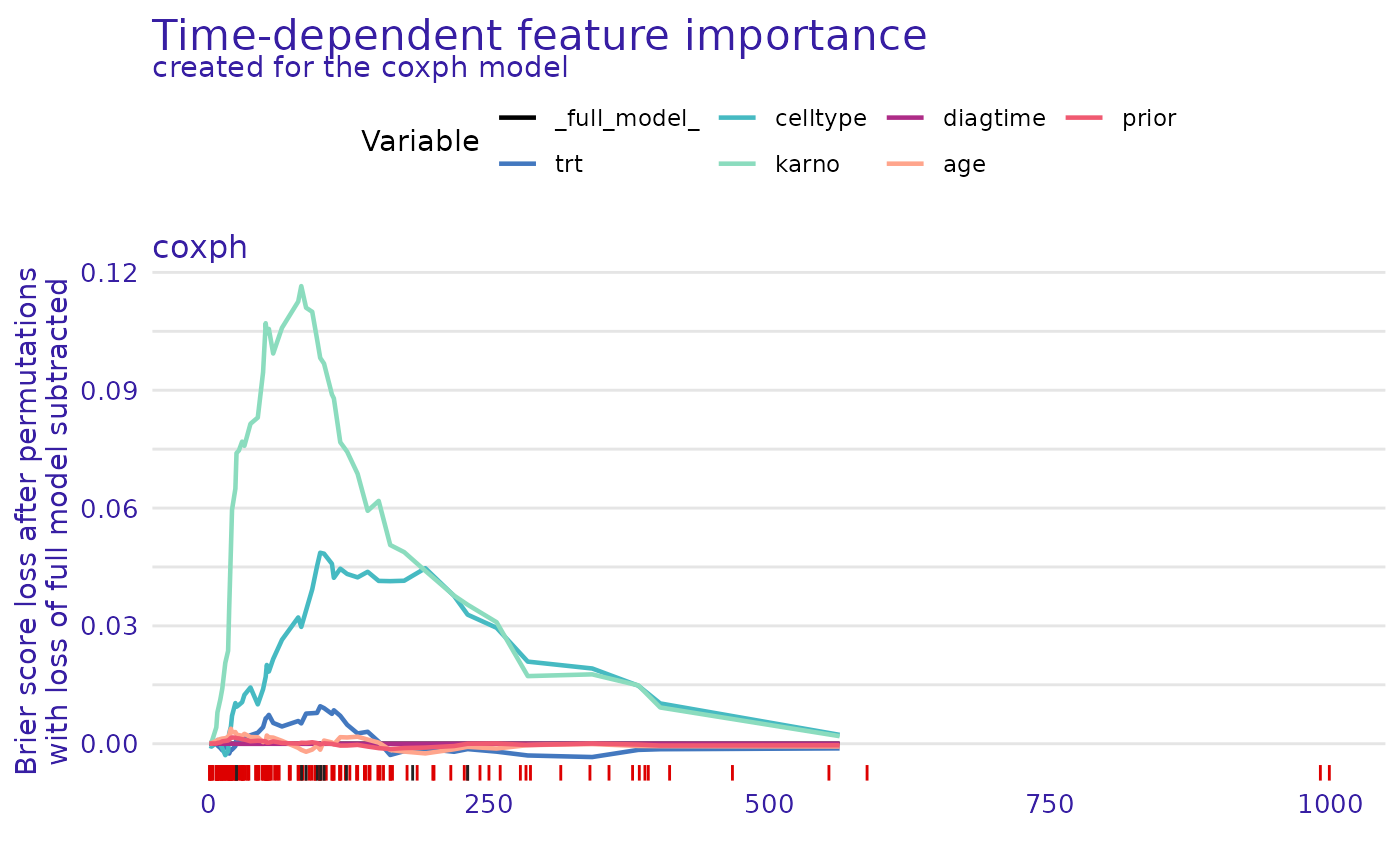 Time-dependent feature importance
created for the coxph model
Variable
_full_model_ celltype diagtime prior
trt karno age
coxph
Brier score loss after permutations
with loss of full model subtracted
0.12
0.09
0.06
0.03
0.00
0 250 500 750 1000